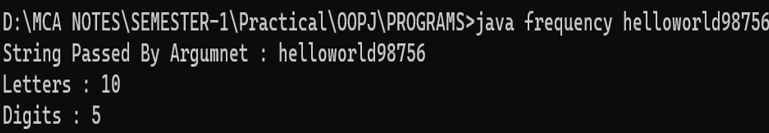 D:\MCA NOTES\SEMESTER-1\Practical\OOPJ\PROGRAMS>java frequency helloworld98756
String Passed By Argumnet : helloworld98756
Letters : 10
Digits : 5